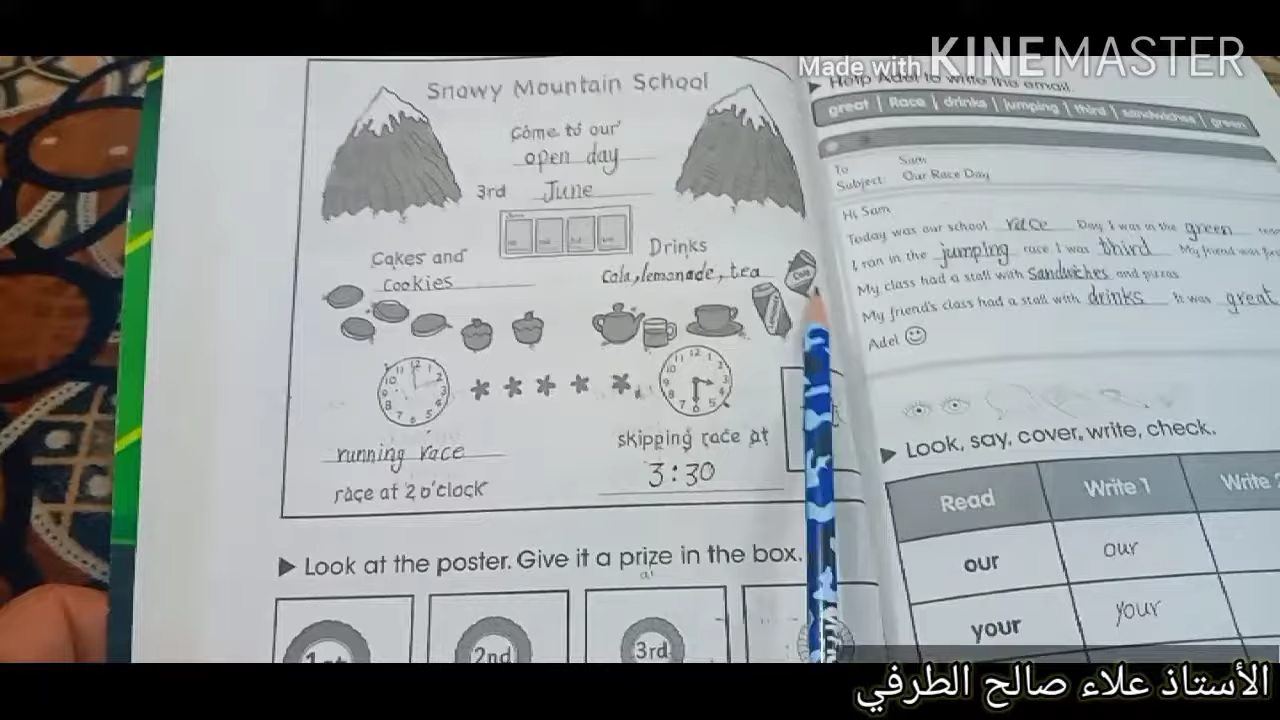 Made with KINEMASTER
Snowy Mountain School
Come to our
open day
3rd June
Cakes and
cookies
Drinks
Cola, lemonade, tea
running race
race at 2 o'clock
skipping race at
3:30
Look at the poster. Give it a prize in the box.
1st
2nd
3rd
Help Adel to write the email.
great | Race | drinks | jumping | third | sandwiches | green
To Sam
Subject: Our Race Day
Hi Sam
Today was our school race Day. I was in the green
I ran in the jumping race I was third My friend was
My class had a stall with sandwiches and pizzas
My friend's class had a stall with drinks It was great
Adel
Look, say, cover, write, check.
Read Write 1 Write 2
our our
your your
الأستاذ علاء صالح الطرفي